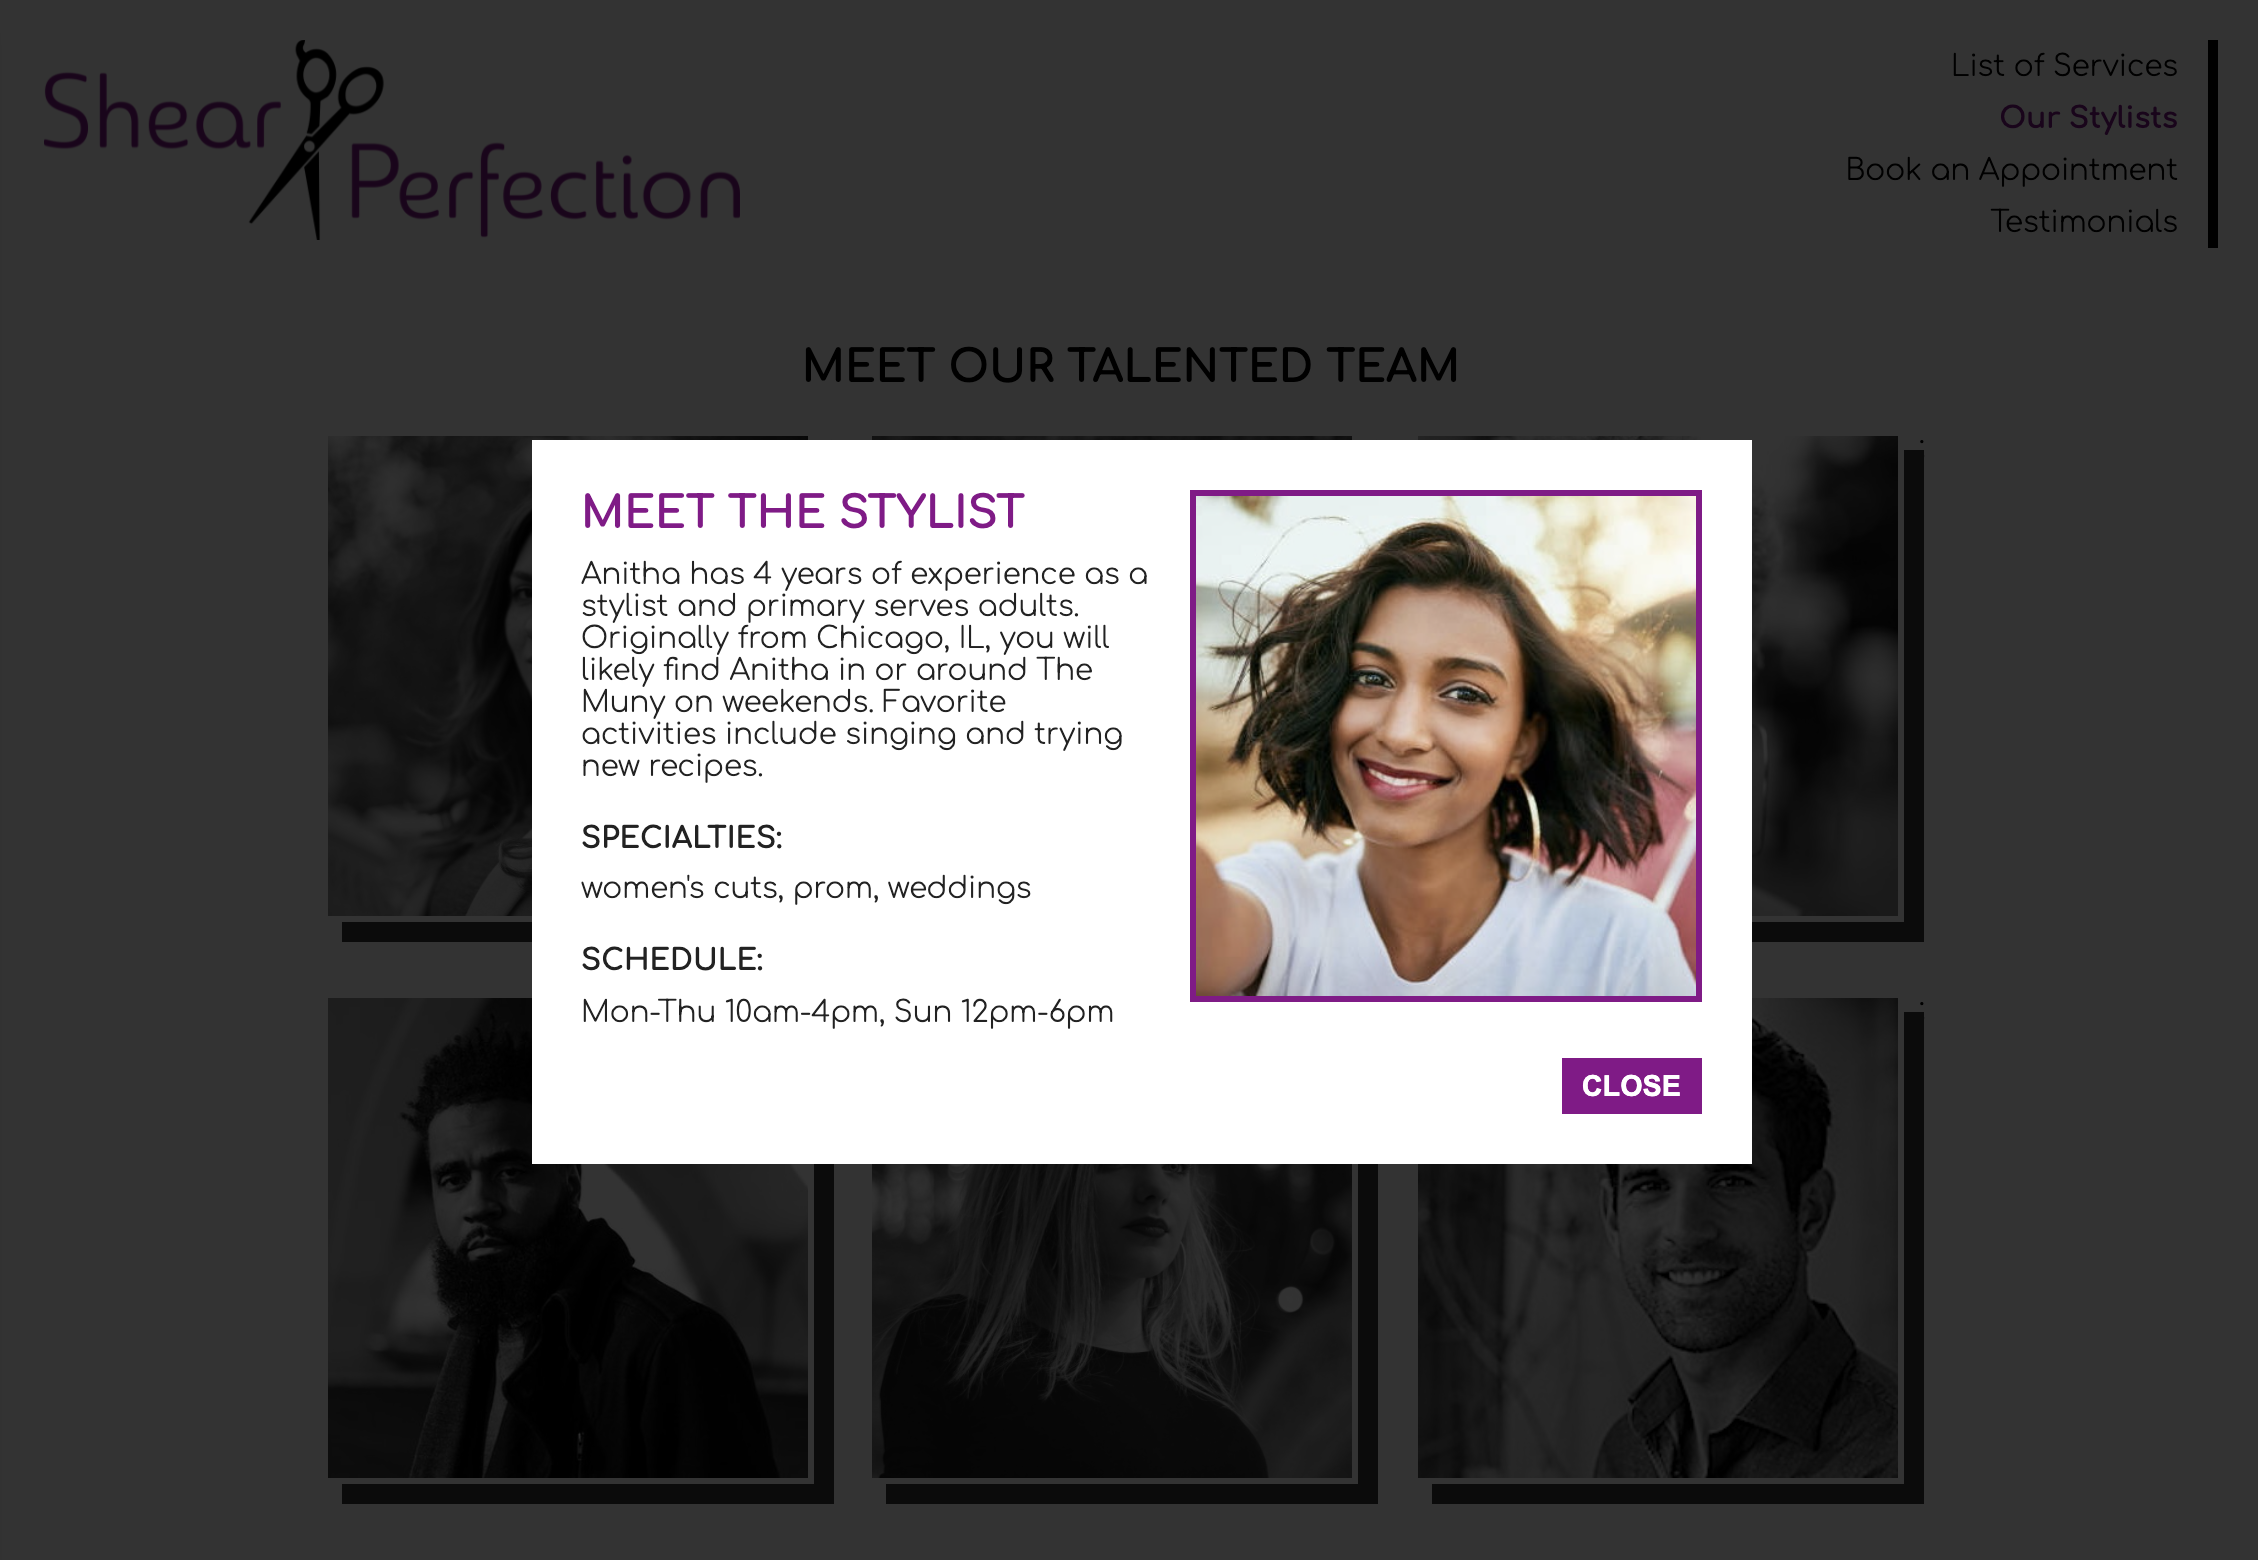 Shear
Perfection
List of Services
Our Stylists
Book an Appointment
Testimonials
MEET OUR TALENTED TEAM
MEET THE STYLIST
Anitha has 4 years of experience as a
stylist and primary serves adults.
Originally from Chicago, IL, you will
likely find Anitha in or around The
Muny on weekends. Favorite
activities include singing and trying
new recipes.
SPECIALTIES:
women's cuts, prom, weddings
SCHEDULE:
Mon-Thu 10am-4pm, Sun 12pm-6pm
CLOSE